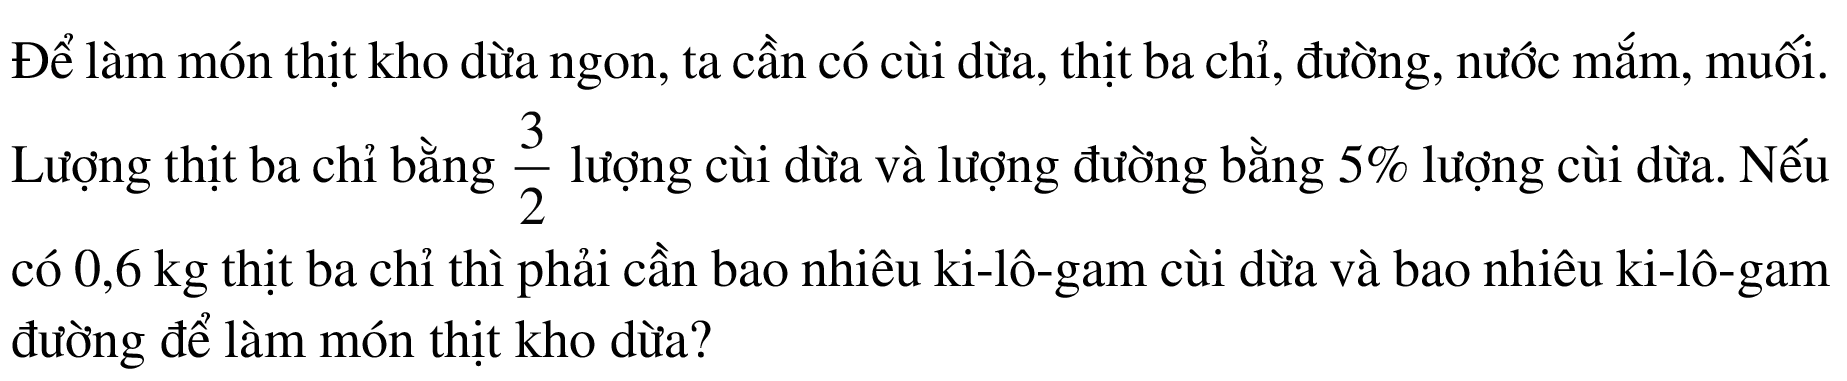 Để làm món thịt kho dừa ngon, ta cần có cùi dừa, thịt ba chỉ, đường, nước mắm, muối.
Lượng thịt ba chỉ bằng \frac{3}{2} lượng cùi dừa và lượng đường bằng 5% lượng cùi dừa. Nếu
có 0,6 kg thịt ba chỉ thì phải cần bao nhiêu ki-lô-gam cùi dừa và bao nhiêu ki-lô-gam
đường để làm món thịt kho dừa?